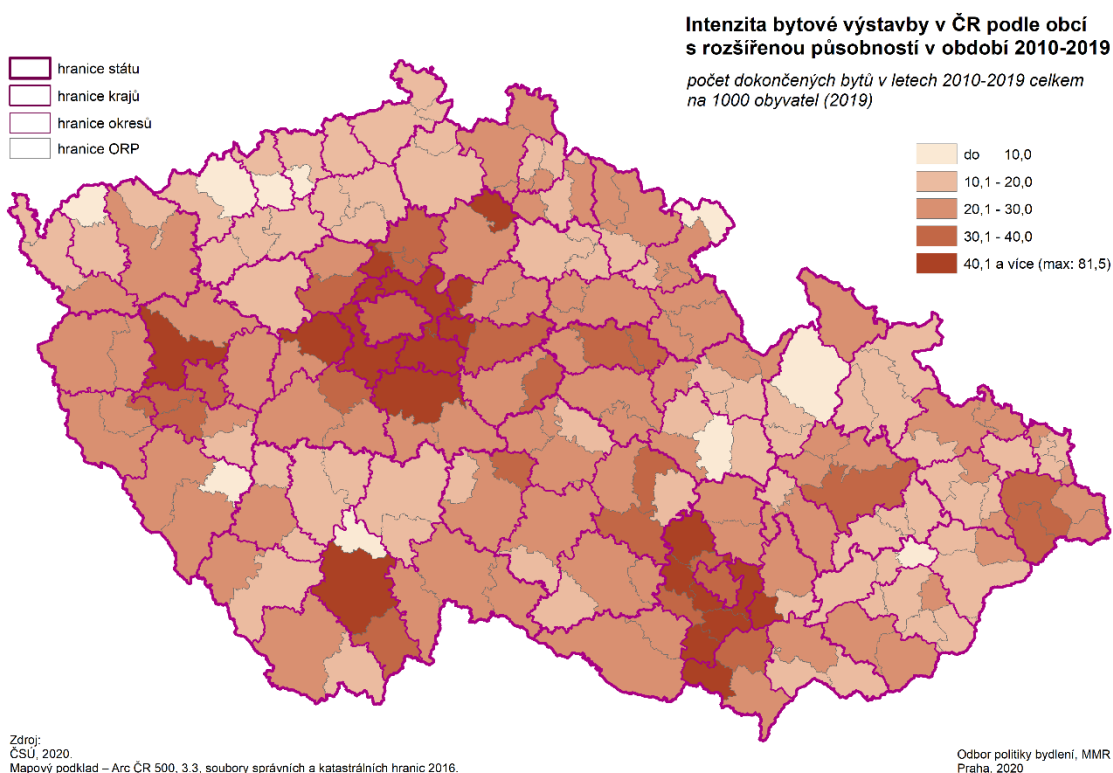 Intenzita bytové výstavby v ČR podle obcí
s rozšířenou působností v období 2010-2019
počet dokončených bytů v letech 2010-2019 celkem
na 1000 obyvatel (2019)
hranice státu
hranice krajů
hranice okresů
hranice ORP
do 10,0
10,1 - 20,0
20,1 - 30,0
30,1 - 40,0
40,1 a více (max: 81,5)
Zdroj:
ČSÚ, 2020.
Mapový podklad – Arc ČR 500, 3.3, soubory správních a katastrálních hranic 2016.
Odbor politiky bydlení, MMR
Praha, 2020